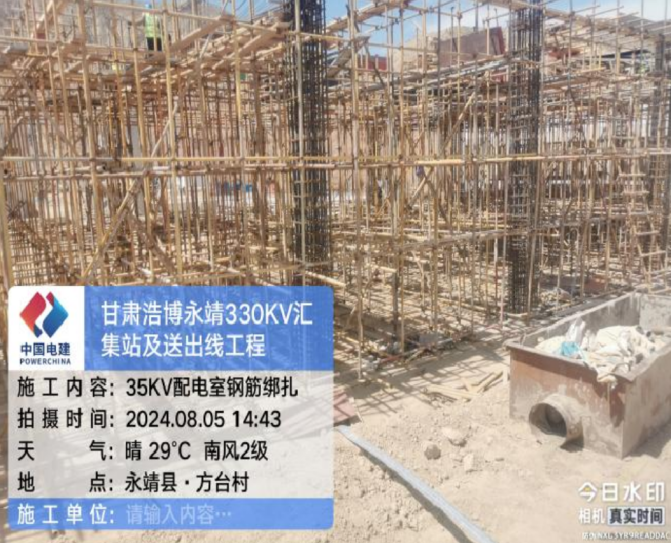 中国电建
POWERCHINA
甘肃浩博永靖330KV汇
集站及送出线工程
施工内容：35KV配电室钢筋绑扎
拍摄时间：2024.08.05 14:43
天 气：晴 29℃ 南风2级
地 点：永靖县·方台村
施工单位：请输入内容…
今日水印
相机 真实时间